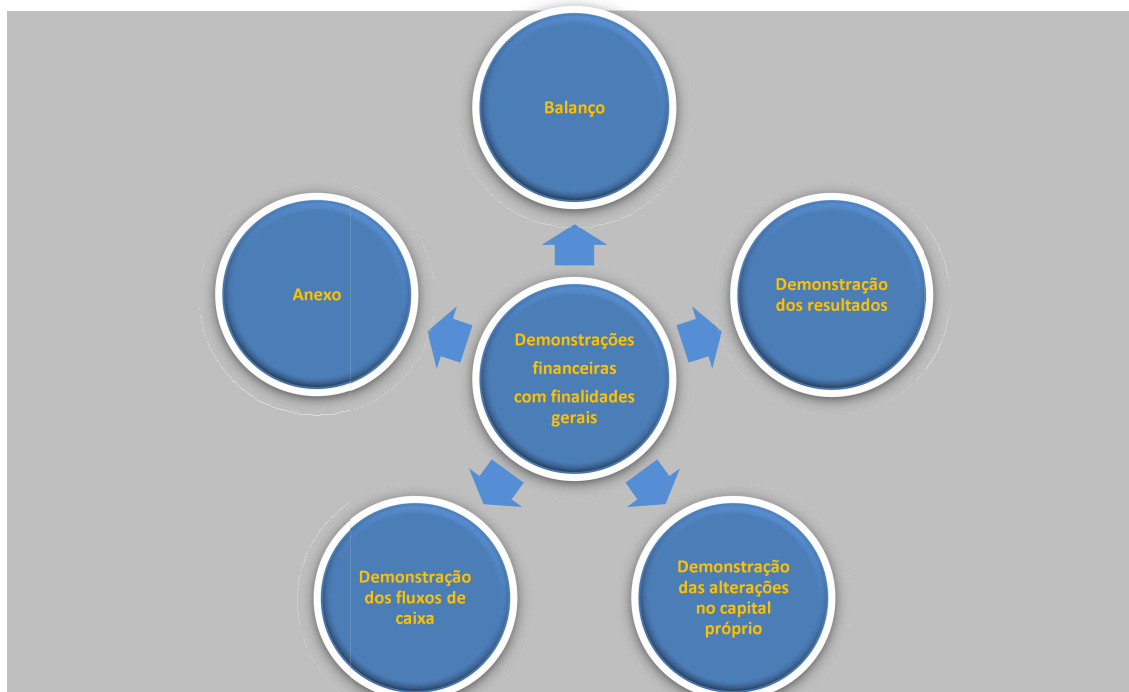 Balanço
Anexo
Demonstração
dos resultados
Demonstrações
financeiras
com finalidades
gerais
Demonstração
dos fluxos de
caixa
Demonstração
das alterações
no capital
próprio